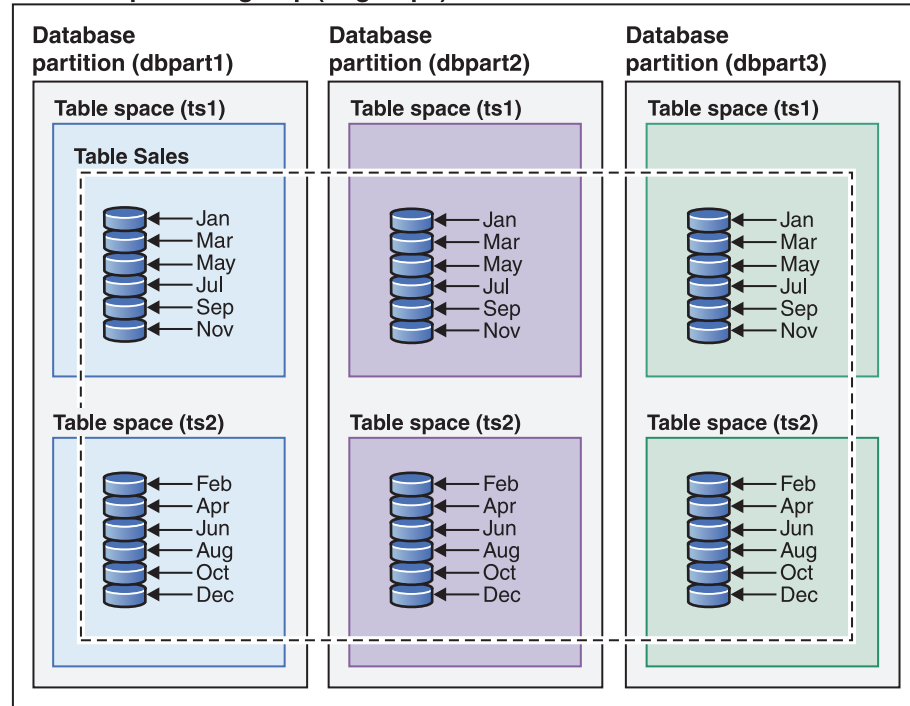 Database
partition (dbpart1)
Table space (ts1)
Table Sales
Jan
Mar
May
Jul
Sep
Nov
Table space (ts2)
Feb
Apr
Jun
Aug
Oct
Dec
Database
partition (dbpart2)
Table space (ts1)
Jan
Mar
May
Jul
Sep
Nov
Table space (ts2)
Feb
Apr
Jun
Aug
Oct
Dec
Database
partition (dbpart3)
Table space (ts1)
Jan
Mar
May
Jul
Sep
Nov
Table space (ts2)
Feb
Apr
Jun
Aug
Oct
Dec